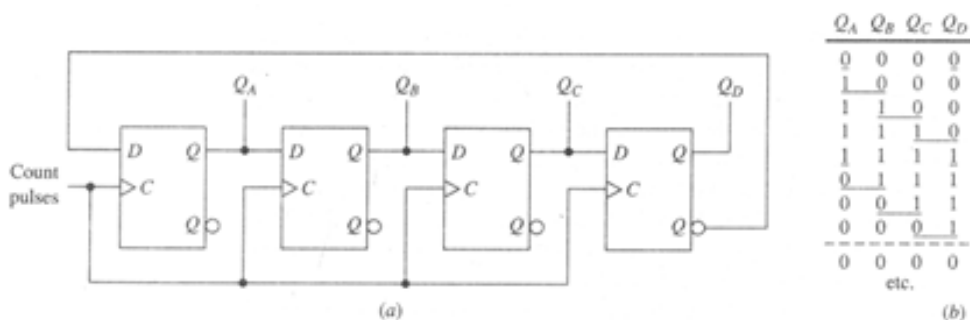 Q_A Q_B Q_C Q_D
Q_A Q_B Q_C Q_D
D Q D Q D Q D Q
Count
pulses
C C C C
Q Q Q Q
(a)
0 0 0 0
1 0 0 0
1 1 0 0
1 1 1 0
1 1 1 1
0 1 1 1
0 0 1 1
0 0 0 1
0 0 0 0
etc.
(b)